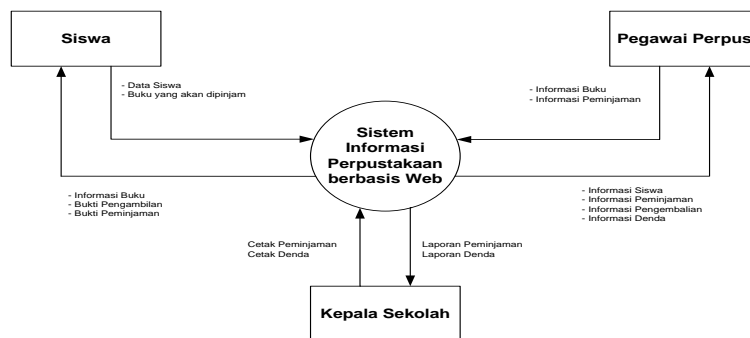 Siswa
Pegawai Perpus
- Data Siswa
- Buku yang akan dipinjam
- Informasi Buku
- Informasi Peminjaman
Sistem
Informasi
Perpustakaan
berbasis Web
- Informasi Buku
- Bukti Pengambilan
- Bukti Peminjaman
- Informasi Siswa
- Informasi Peminjaman
- Informasi Pengembalian
- Informasi Denda
Cetak Peminjaman
Cetak Denda
Laporan Peminjaman
Laporan Denda
Kepala Sekolah